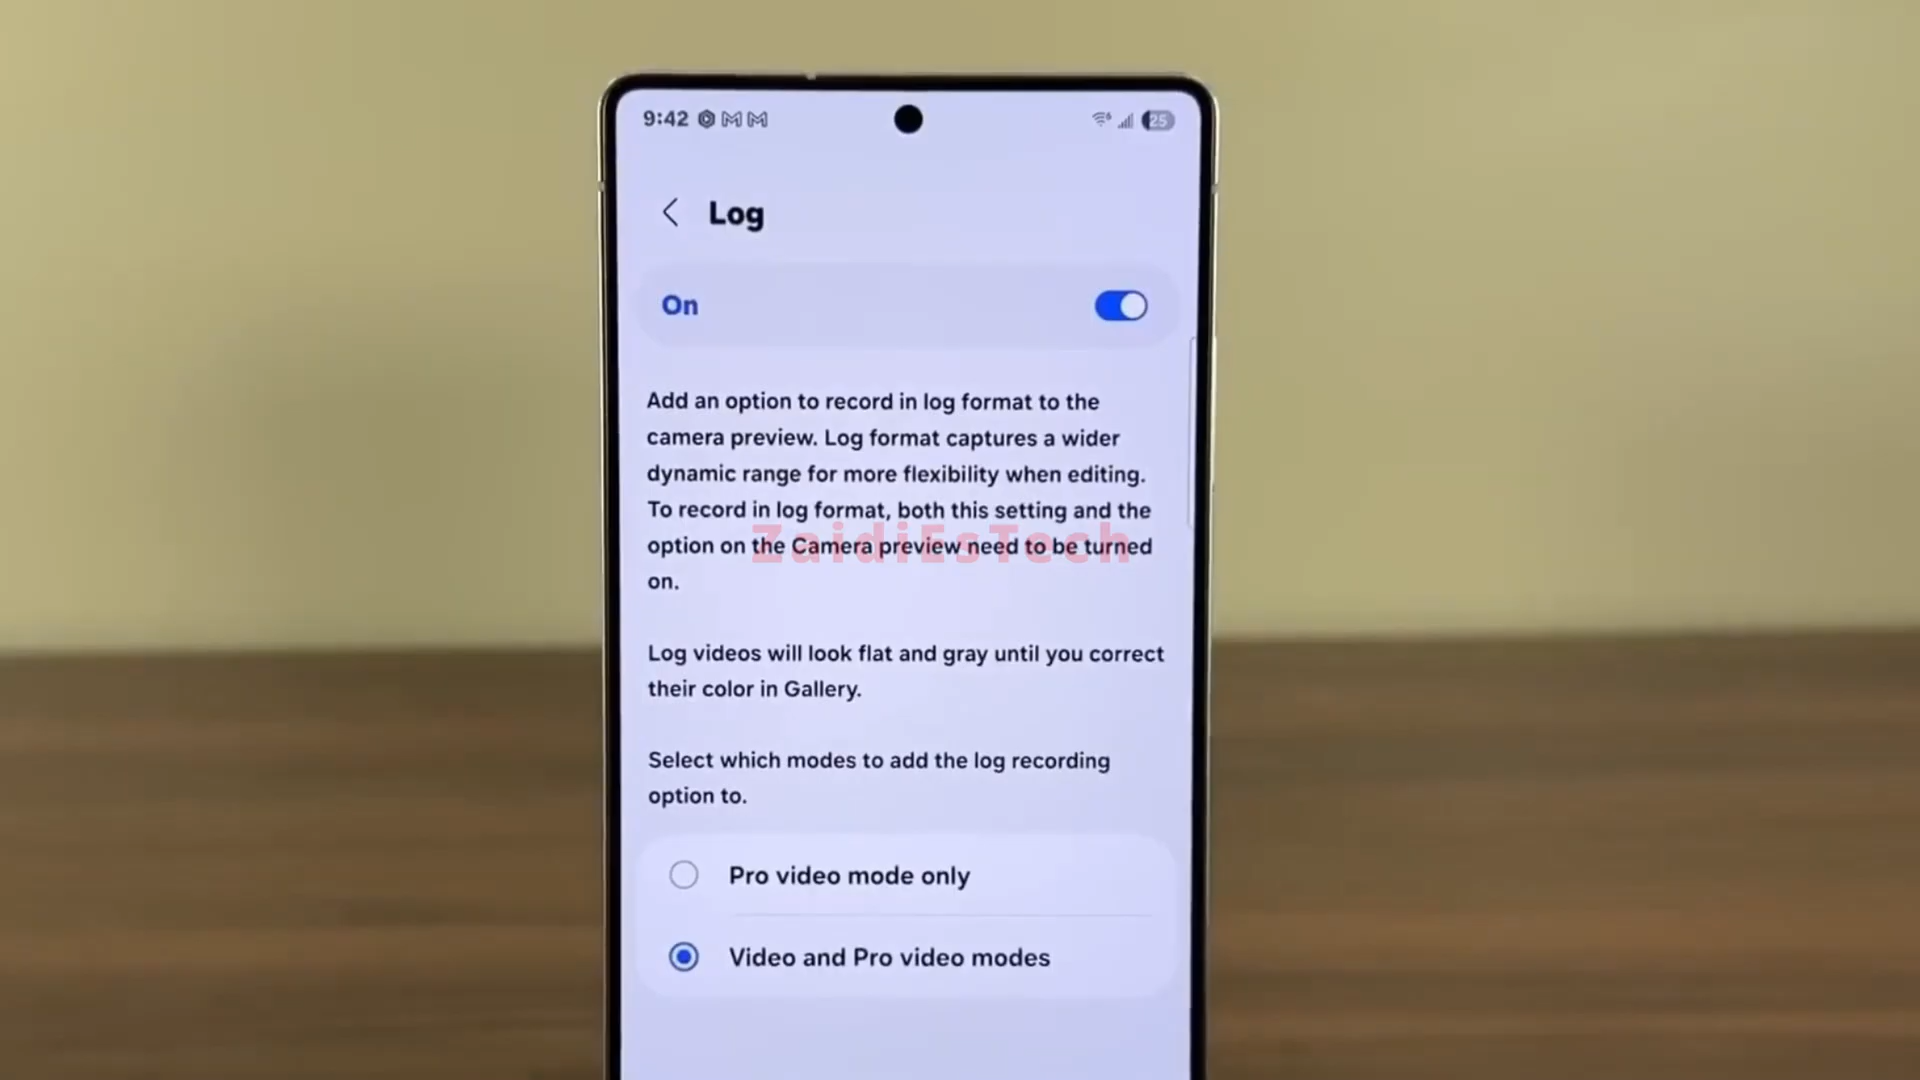 9:42
25
Log
On
Add an option to record in log format to the
camera preview. Log format captures a wider
dynamic range for more flexibility when editing.
To record in log format, both this setting and the
option on the Camera preview need to be turned
on.
ZaidiEsTech
Log videos will look flat and gray until you correct
their color in Gallery.
Select which modes to add the log recording
option to.
Pro video mode only
Video and Pro video modes